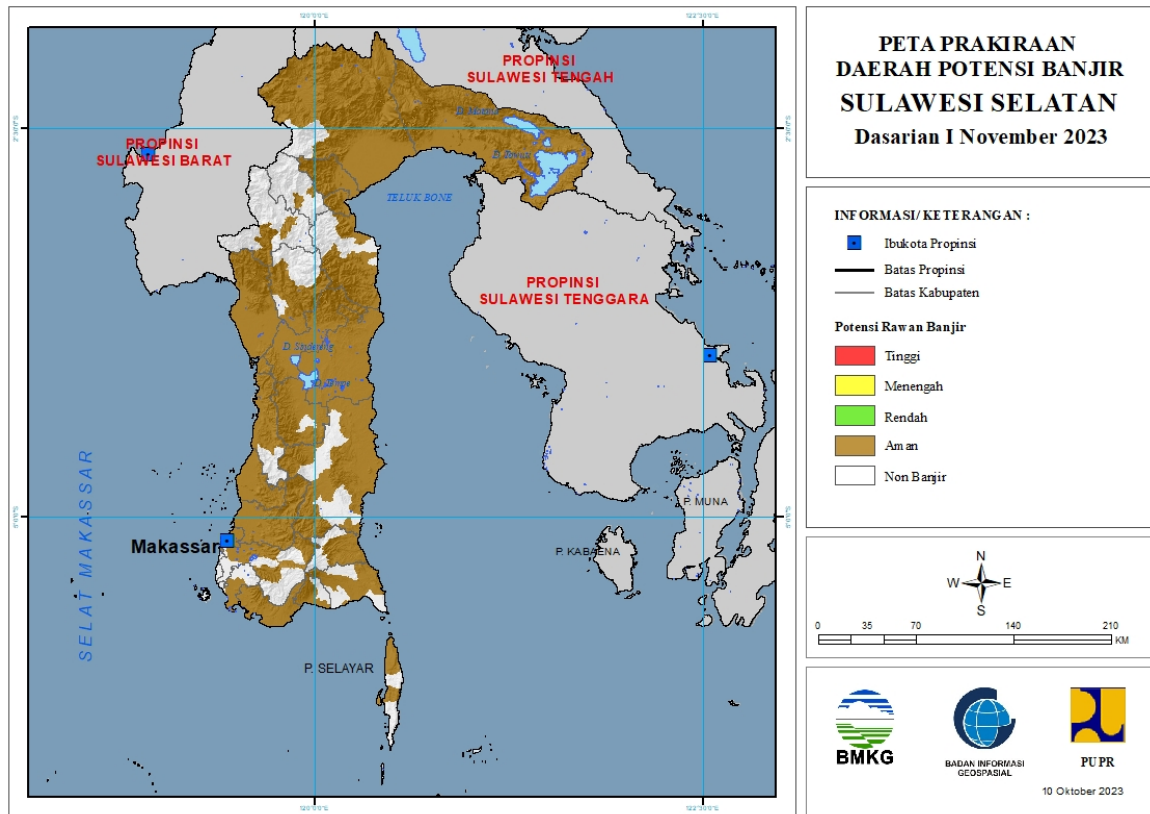 PETA PRAKIRAAN
DAERAH POTENSI BANJIR
SULAWESI SELATAN
Dasarian I November 2023
INFORMASI/ KETERANGAN :
Ibukota Propinsi
Batas Propinsi
Batas Kabupaten
Potensi Rawan Banjir
Tinggi
Menengah
Rendah
Aman
Non Banjir
N
W E
S
0 35 70 140 210
KM
BMKG
BADAN INFORMASI
GEOSPASIAL
PUPR
10 Oktober 2023
PROPINSI
SULAWESI TENGAH
PROPINSI
SULAWESI BARAT
TELUK BONE
PROPINSI
SULAWESI TENGGARA
SELAT MAKASSAR
Makassar
P. MUNA
P. KABAENA
P. SELAYAR